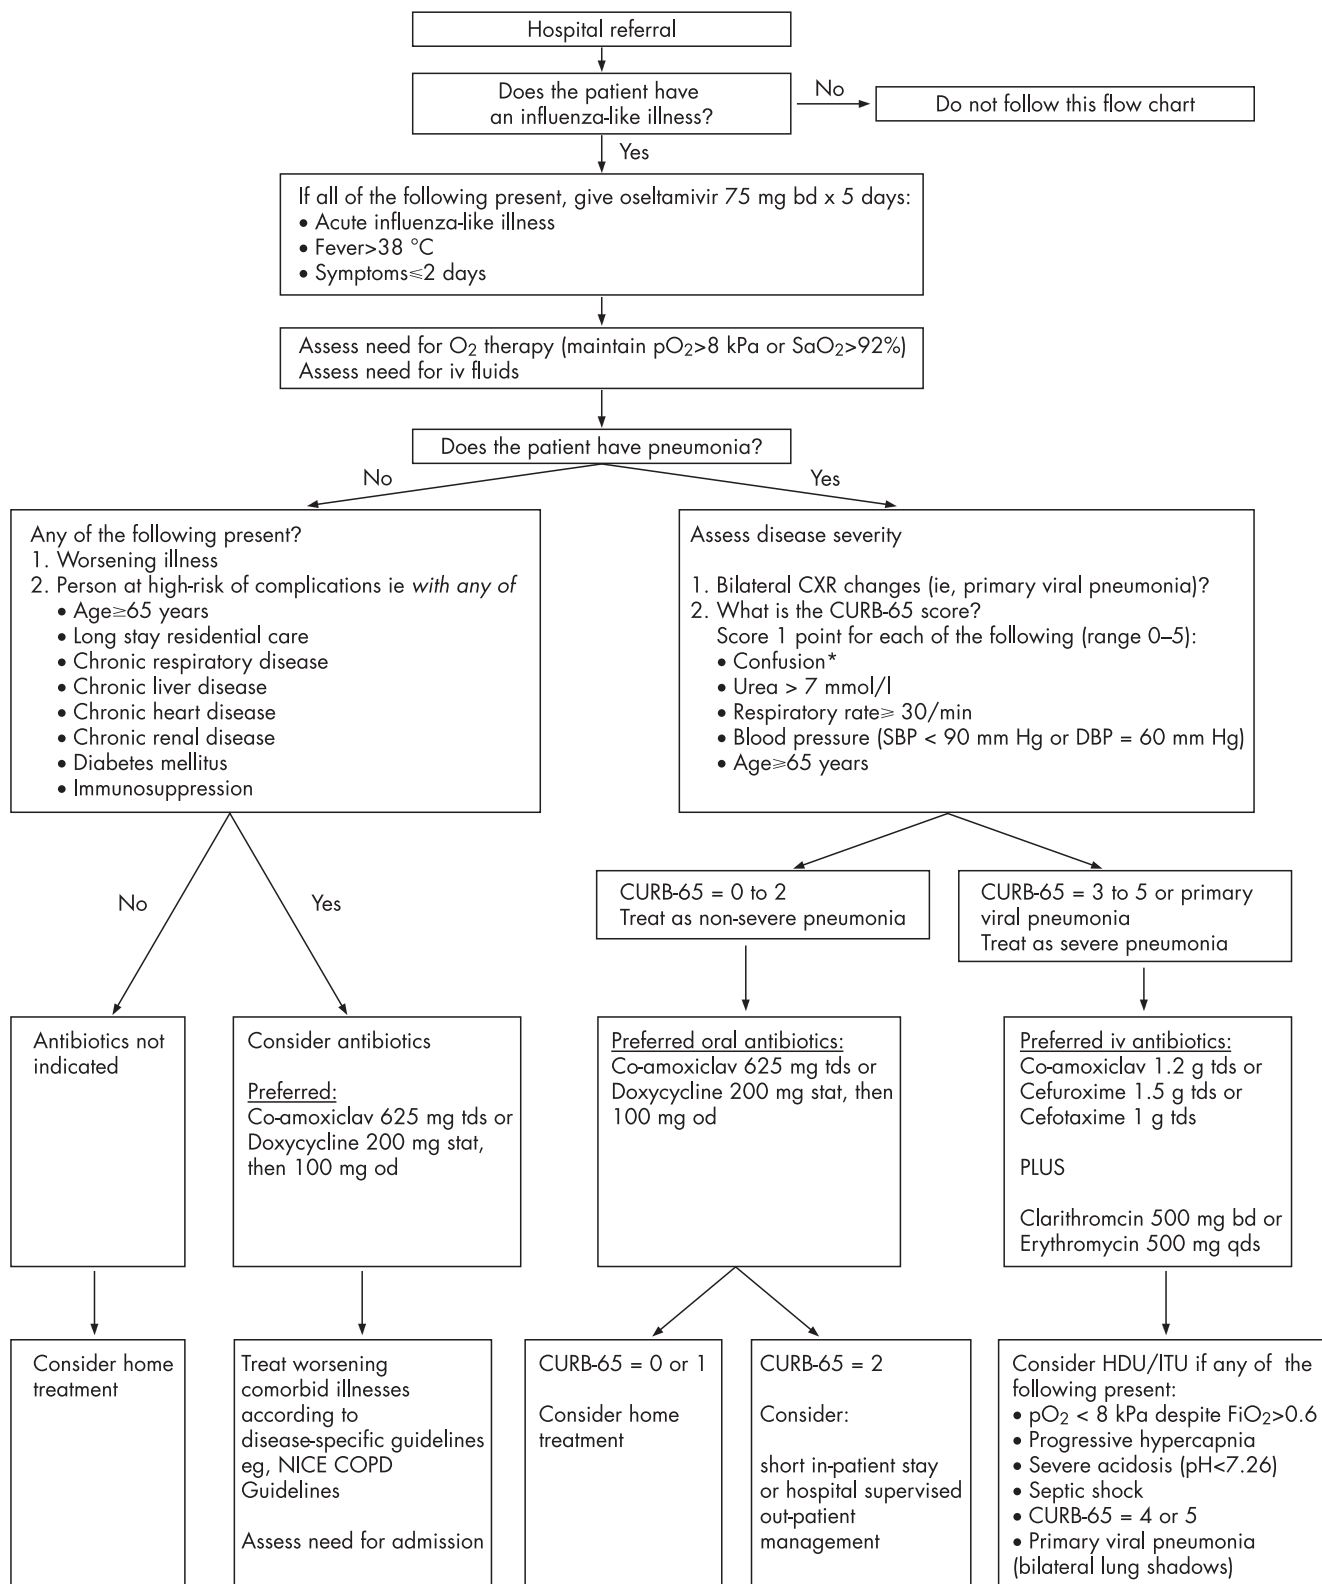 Hospital referral
Does the patient have
an influenza-like illness?
No
Do not follow this flow chart
Yes
If all of the following present, give oseltamivir 75 mg bd x 5 days:
• Acute influenza-like illness
• Fever>38 °C
• Symptoms≤2 days
Assess need for O2 therapy (maintain pO2>8 kPa or SaO2>92%)
Assess need for iv fluids
Does the patient have pneumonia?
No
Yes
Any of the following present?
1. Worsening illness
2. Person at high-risk of complications ie with any of
• Age≥65 years
• Long stay residential care
• Chronic respiratory disease
• Chronic liver disease
• Chronic heart disease
• Chronic renal disease
• Diabetes mellitus
• Immunosuppression
Assess disease severity
1. Bilateral CXR changes (ie, primary viral pneumonia)?
2. What is the CURB-65 score?
Score 1 point for each of the following (range 0–5):
• Confusion*
• Urea > 7 mmol/l
• Respiratory rate≥ 30/min
• Blood pressure (SBP < 90 mm Hg or DBP = 60 mm Hg)
• Age≥65 years
No
Yes
CURB-65 = 0 to 2
Treat as non-severe pneumonia
CURB-65 = 3 to 5 or primary
viral pneumonia
Treat as severe pneumonia
Antibiotics not
indicated
Consider antibiotics
Preferred:
Co-amoxiclav 625 mg tds or
Doxycycline 200 mg stat,
then 100 mg od
Preferred oral antibiotics:
Co-amoxiclav 625 mg tds or
Doxycycline 200 mg stat, then
100 mg od
Preferred iv antibiotics:
Co-amoxiclav 1.2 g tds or
Cefuroxime 1.5 g tds or
Cefotaxime 1 g tds
PLUS
Clarithromcin 500 mg bd or
Erythromycin 500 mg qds
Consider home
treatment
Treat worsening
comorbid illnesses
according to
disease-specific guidelines
eg, NICE COPD
Guidelines
Assess need for admission
CURB-65 = 0 or 1
Consider home
treatment
CURB-65 = 2
Consider:
short in-patient stay
or hospital supervised
out-patient
management
Consider HDU/ITU if any of the
following present:
• pO2 < 8 kPa despite FiO2>0.6
• Progressive hypercapnia
• Severe acidosis (pH<7.26)
• Septic shock
• CURB-65 = 4 or 5
• Primary viral pneumonia
(bilateral lung shadows)